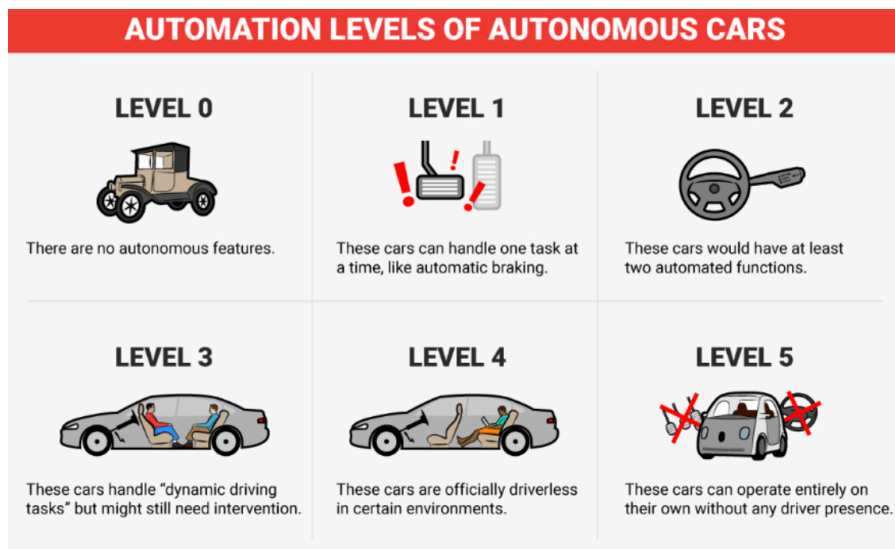 AUTOMATION LEVELS OF AUTONOMOUS CARS
LEVEL 0
There are no autonomous features.
LEVEL 1
These cars can handle one task at
a time, like automatic braking.
LEVEL 2
These cars would have at least
two automated functions.
LEVEL 3
These cars handle “dynamic driving
tasks” but might still need intervention.
LEVEL 4
These cars are officially driverless
in certain environments.
LEVEL 5
These cars can operate entirely on
their own without any driver presence.